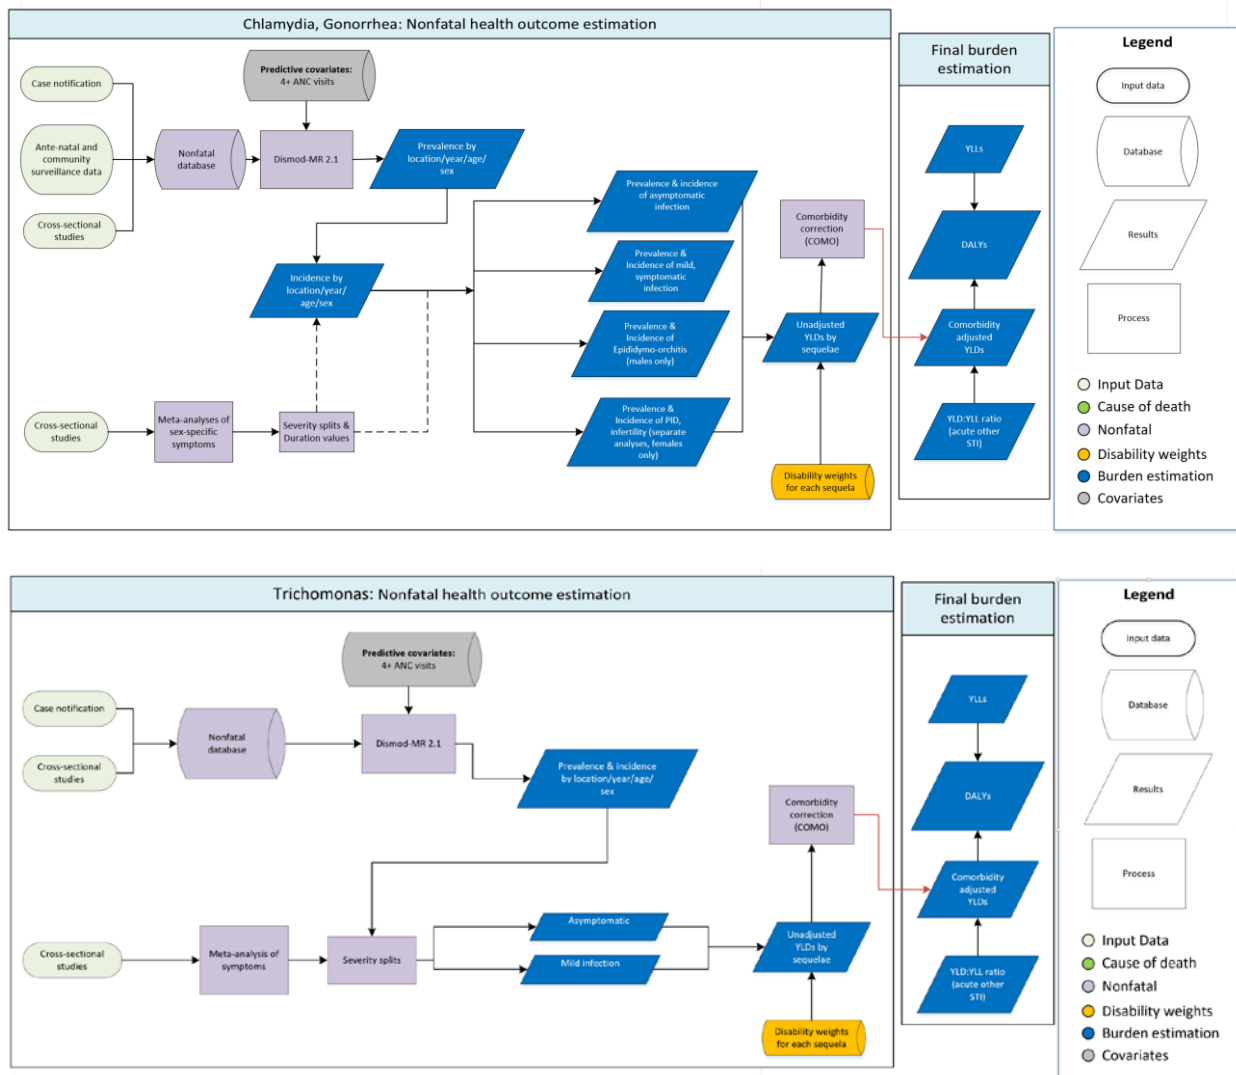 Chlamydia, Gonorrhea: Nonfatal health outcome estimation
Case notification
Ante-natal and
community
surveillance data
Cross-sectional
studies
Nonfatal
database
Predictive covariates:
4+ ANC visits
Dismod-MR 2.1
Prevalence by
location/year/age/
sex
Incidence by
location/year/
age/sex
Cross-sectional
studies
Meta-analyses of
sex-specific
symptoms
Severity splits &
Duration values
Prevalence & incidence
of asymptomatic
infection
Prevalence &
Incidence of mild,
symptomatic
infection
Prevalence &
Incidence of
Epididymo-orchitis
(males only)
Prevalence &
Incidence of PID,
infertility (separate
analyses, females
only)
Comorbidity
correction
(COMO)
Unadjusted
YLDs by
sequelae
Disability weights
for each sequela
Final burden
estimation
YLLs
DALYs
Comorbidity
adjusted
YLDs
YLD:YLL ratio
(acute other
STI)
Legend
Input data
Database
Results
Process
Input Data
Cause of death
Nonfatal
Disability weights
Burden estimation
Covariates
Trichomonas: Nonfatal health outcome estimation
Case notification
Cross-sectional
studies
Nonfatal
database
Predictive covariates:
4+ ANC visits
Dismod-MR 2.1
Prevalence & incidence
by location/year/age/
sex
Cross-sectional
studies
Meta-analysis of
symptoms
Severity splits
Asymptomatic
Mild infection
Comorbidity
correction
(COMO)
Unadjusted
YLDs by
sequelae
Disability weights
for each sequela
Final burden
estimation
YLLs
DALYs
Comorbidity
adjusted
YLDs
YLD:YLL ratio
(acute other
STI)
Legend
Input data
Database
Results
Process
Input Data
Cause of death
Nonfatal
Disability weights
Burden estimation
Covariates